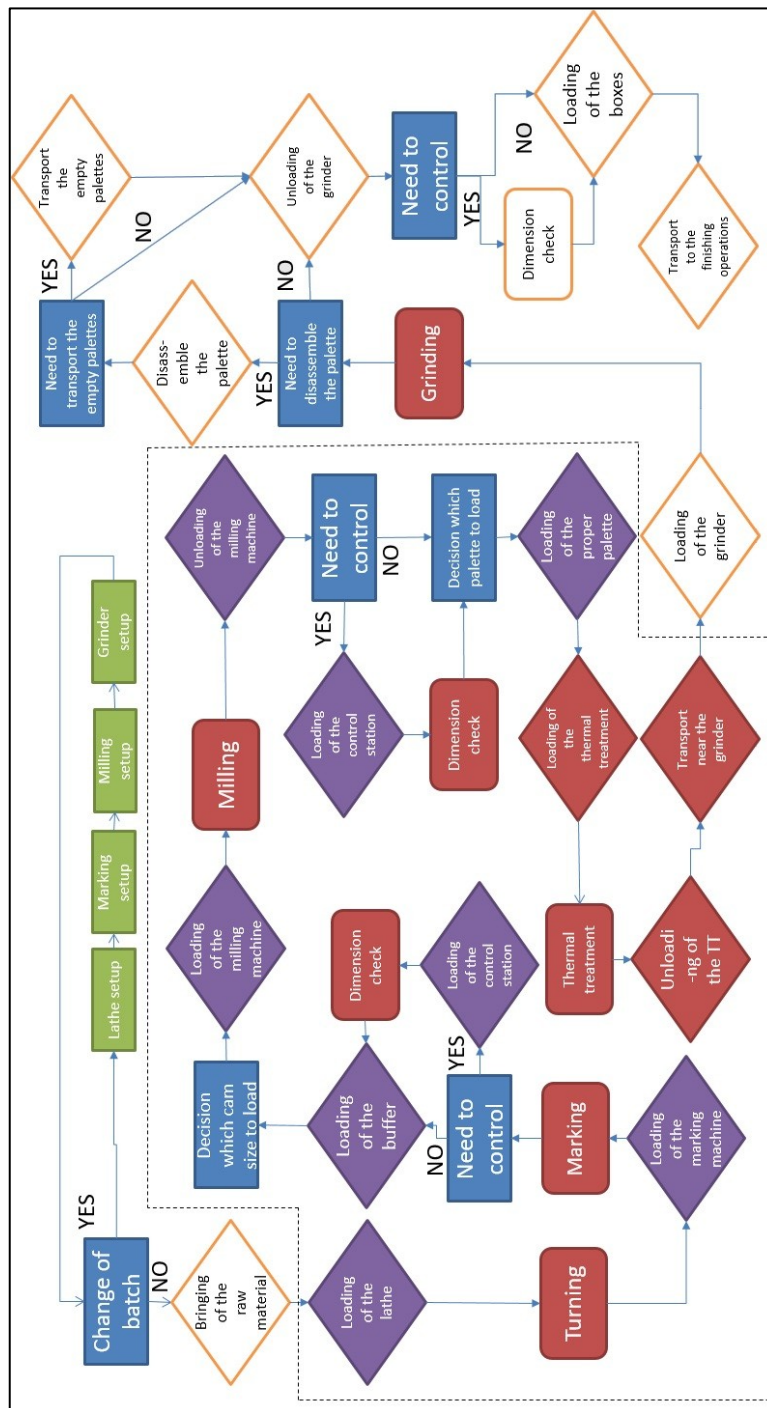 Change of
batch
YES
NO
Lathe setup
Marking
setup
Milling
setup
Grinder
setup
Bringing
of the
raw
material
Loading
of the
lathe
Turning
Loading
of the
marking
machine
Marking
Need to
control
YES
NO
Loading
of the control
station
Dimension
check
Loading
of the
buffer
Decision
which cam
size to load
Loading
of the
milling
machine
Milling
Unloading
of the
milling
machine
Need to
control
YES
NO
Loading
of the control
station
Dimension
check
Decision which
palette to load
Loading
of the
proper
palette
Loading of
the
thermal
treatment
Thermal
treatment
Unloadi
-ng of
the TT
Transport
near the
grinder
Loading
of the
grinder
Grinding
Need to
disassemble
the palette
YES
NO
Disass-
emble the
palette
Need to
transport the
empty palettes
YES
NO
Transport
the
empty
palettes
Unloading
of the
grinder
Need to
control
YES
NO
Dimension
check
Loading
of the
boxes
Transport
to the
finishing
operations